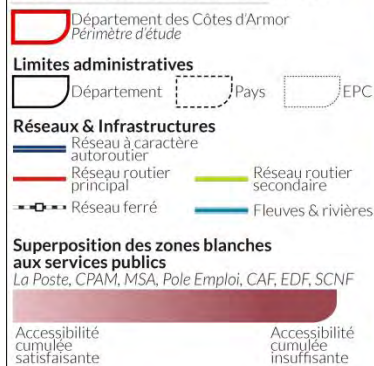 Département des Côtes d'Armor
Périmètre d'étude
Limites administratives
Département Pays EPC
Réseaux & Infrastructures
Réseau à caractère
autoroutier
Réseau routier
principal
Réseau routier
secondaire
Réseau ferré
Fleuves & rivières
Superposition des zones blanches
aux services publics
La Poste, CPAM, MSA, Pole Emploi, CAF, EDF, SCNF
Accessibilité
cumulée
satisfaisante
Accessibilité
cumulée
insuffisante